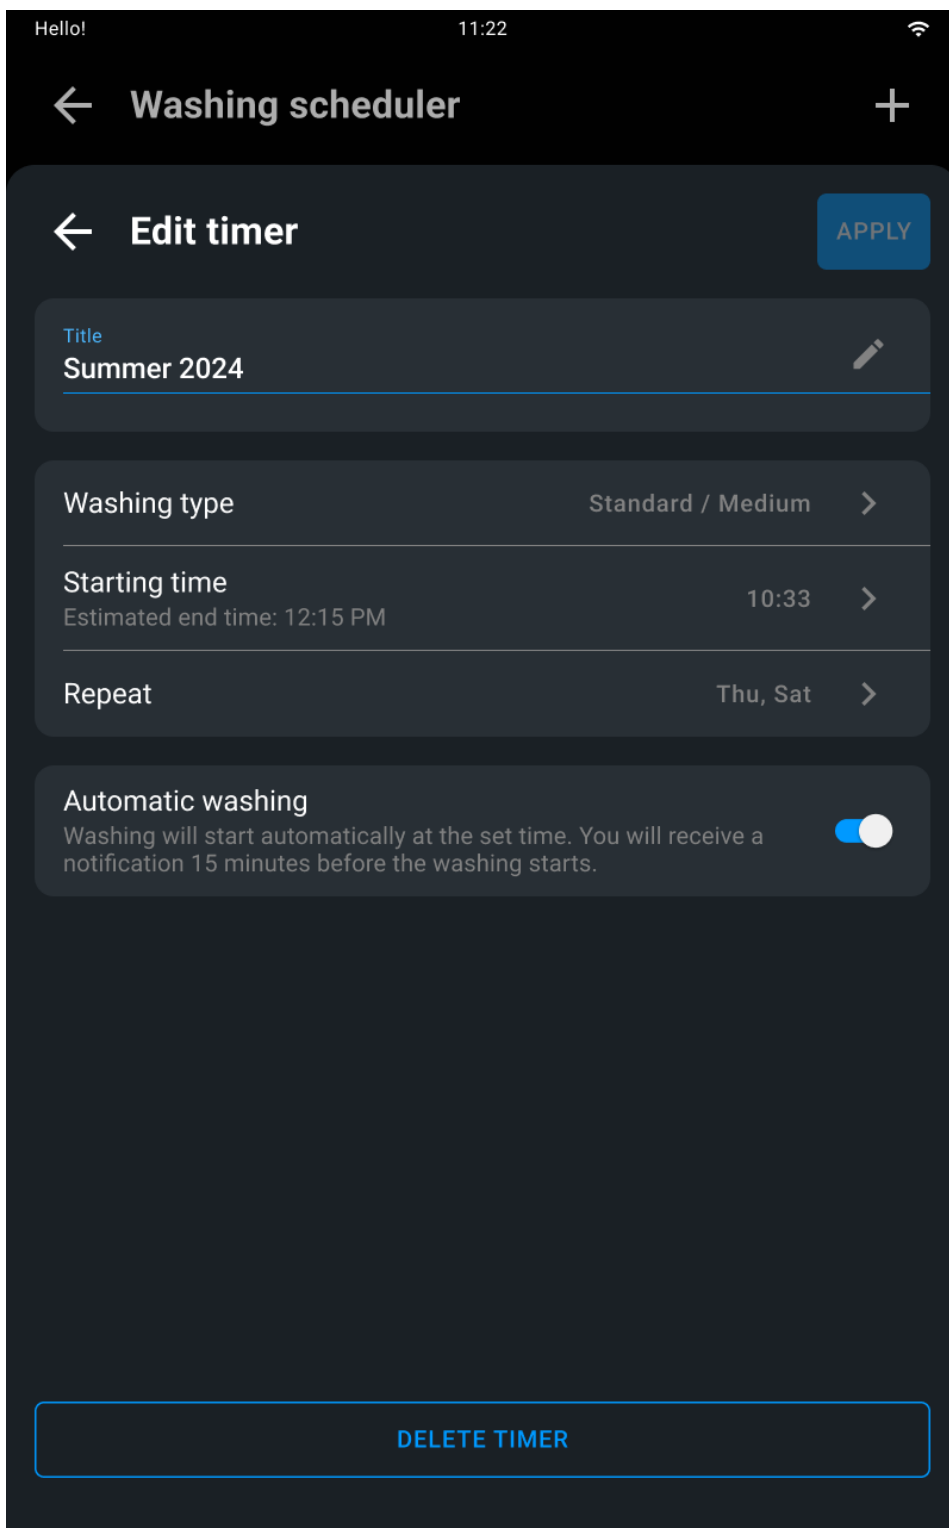 Hello!
11:22
Washing scheduler
Edit timer
APPLY
Title
Summer 2024
Washing type
Standard / Medium
Starting time
Estimated end time: 12:15 PM
10:33
Repeat
Thu, Sat
Automatic washing
Washing will start automatically at the set time. You will receive a
notification 15 minutes before the washing starts.
DELETE TIMER